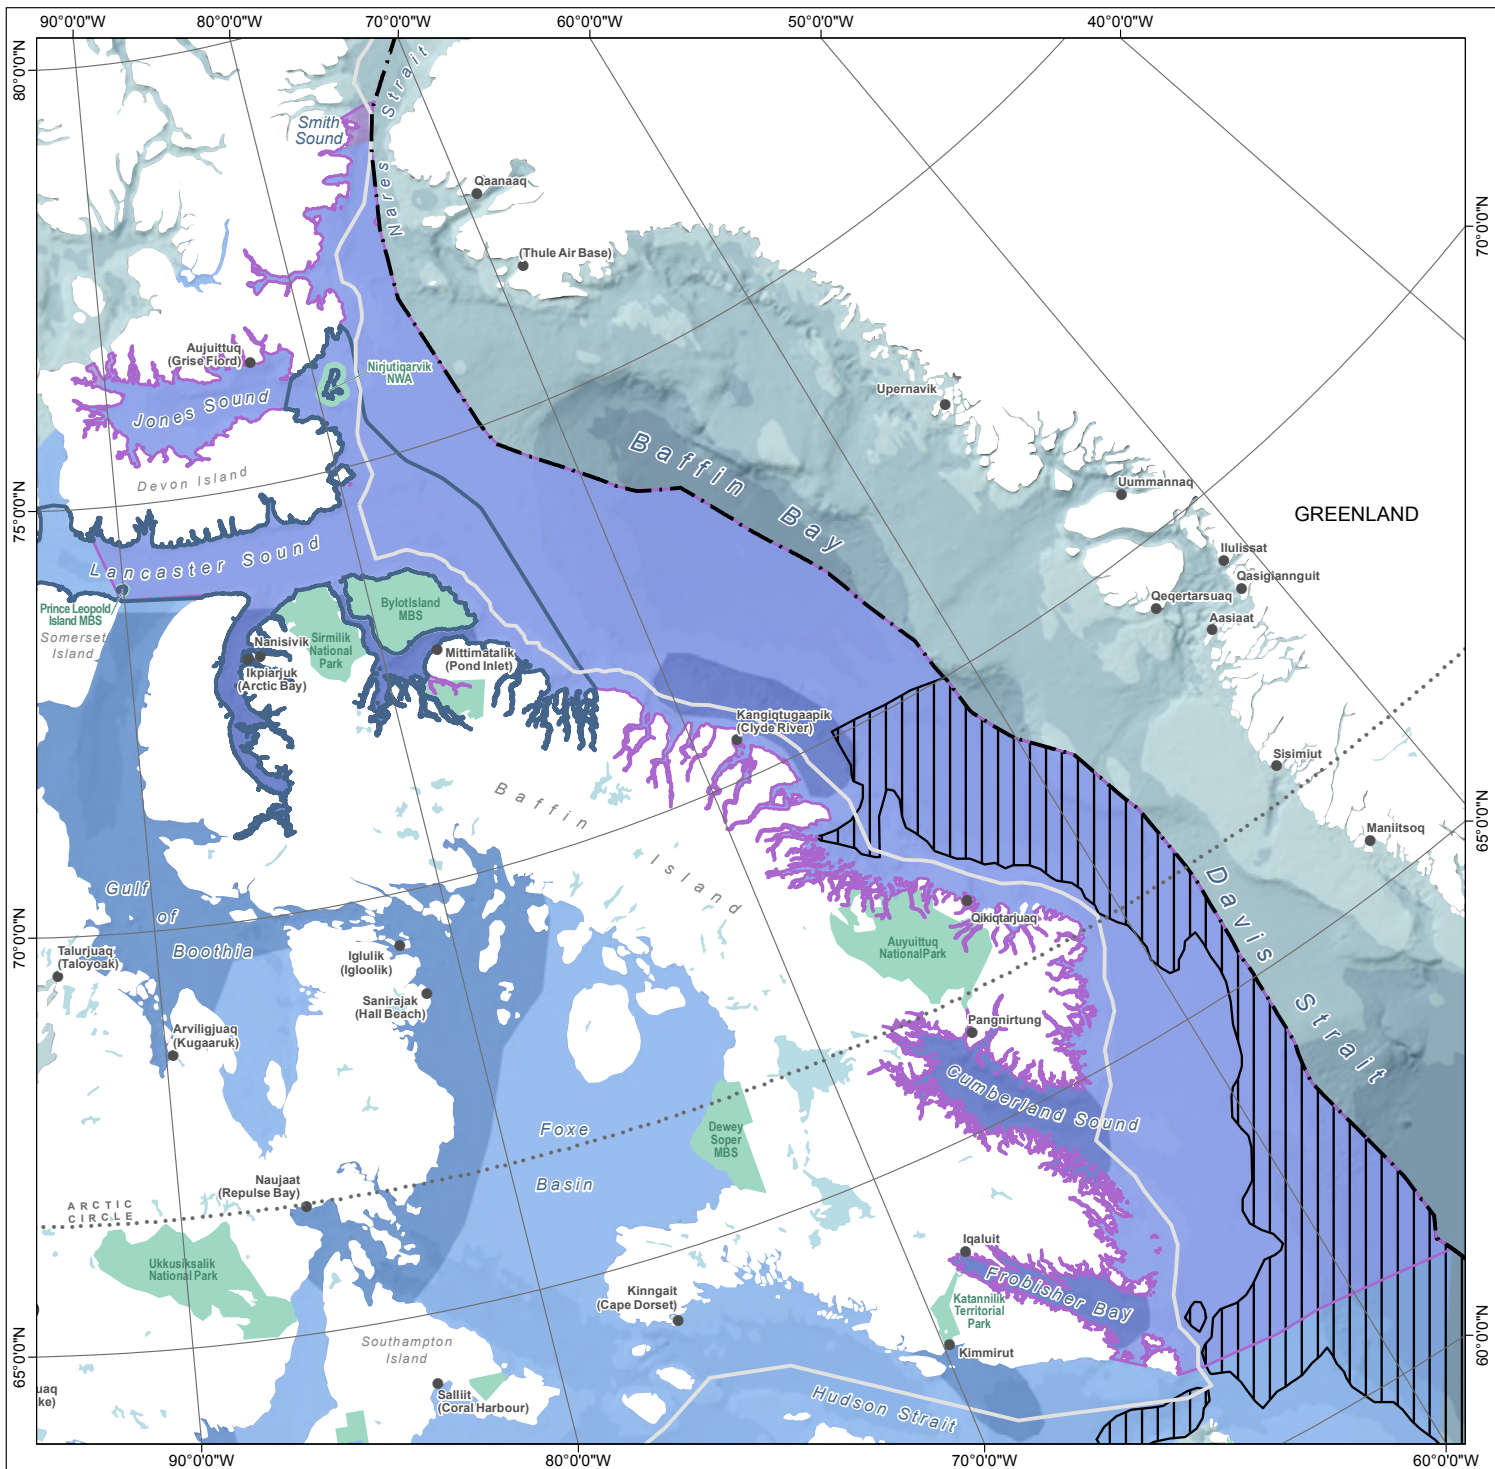 90°0'0"W
80°0'0"W
70°0'0"W
60°0'0"W
50°0'0"W
40°0'0"W
80°0'0"N
75°0'0"N
70°0'0"N
65°0'0"N
70°0'0"N
65°0'0"N
60°0'0"N
90°0'0"W
80°0'0"W
70°0'0"W
60°0'0"W
Smith
Sound
Nares Strait
Qaanaaq
(Thule Air Base)
Aujuittuq
(Grise Fiord)
Nirjutiqarvik
NWA
Jones Sound
Devon Island
Upernavik
Baffin Bay
Uummannaq
GREENLAND
Lancaster Sound
Ilulissat
Qasigiannguit
Qeqertarsuaq
Aasiaat
Prince Leopold
Island MBS
Somerset
Island
BylotIsland
MBS
Sirmilik
National
Park
Nanisivik
Ikpiarjuk
(Arctic Bay)
Mittimatalik
(Pond Inlet)
Kangiqtugaapik
(Clyde River)
Sisimiut
Maniitsoq
Baffin Island
Davis Strait
Gulf
of
Boothia
Talurjuaq
(Taloyoak)
Iglulik
(Igloolik)
Sanirajak
(Hall Beach)
Arviligjuaq
(Kugaaruk)
Qikiqtarjuaq
Auyuittuq
NationalPark
Pangnirtung
Cumberland Sound
Foxe
Basin
Dewey
Soper
MBS
Naujaat
(Repulse Bay)
ARCTIC
CIRCLE
Ukkusiksalik
National Park
Iqaluit
Frobisher Bay
Katannilik
Territorial
Park
Kimmirut
Kinngait
(Cape Dorset)
Southampton
Island
Salliit
(Coral Harbour)
Hudson Strait
uaq
ke)